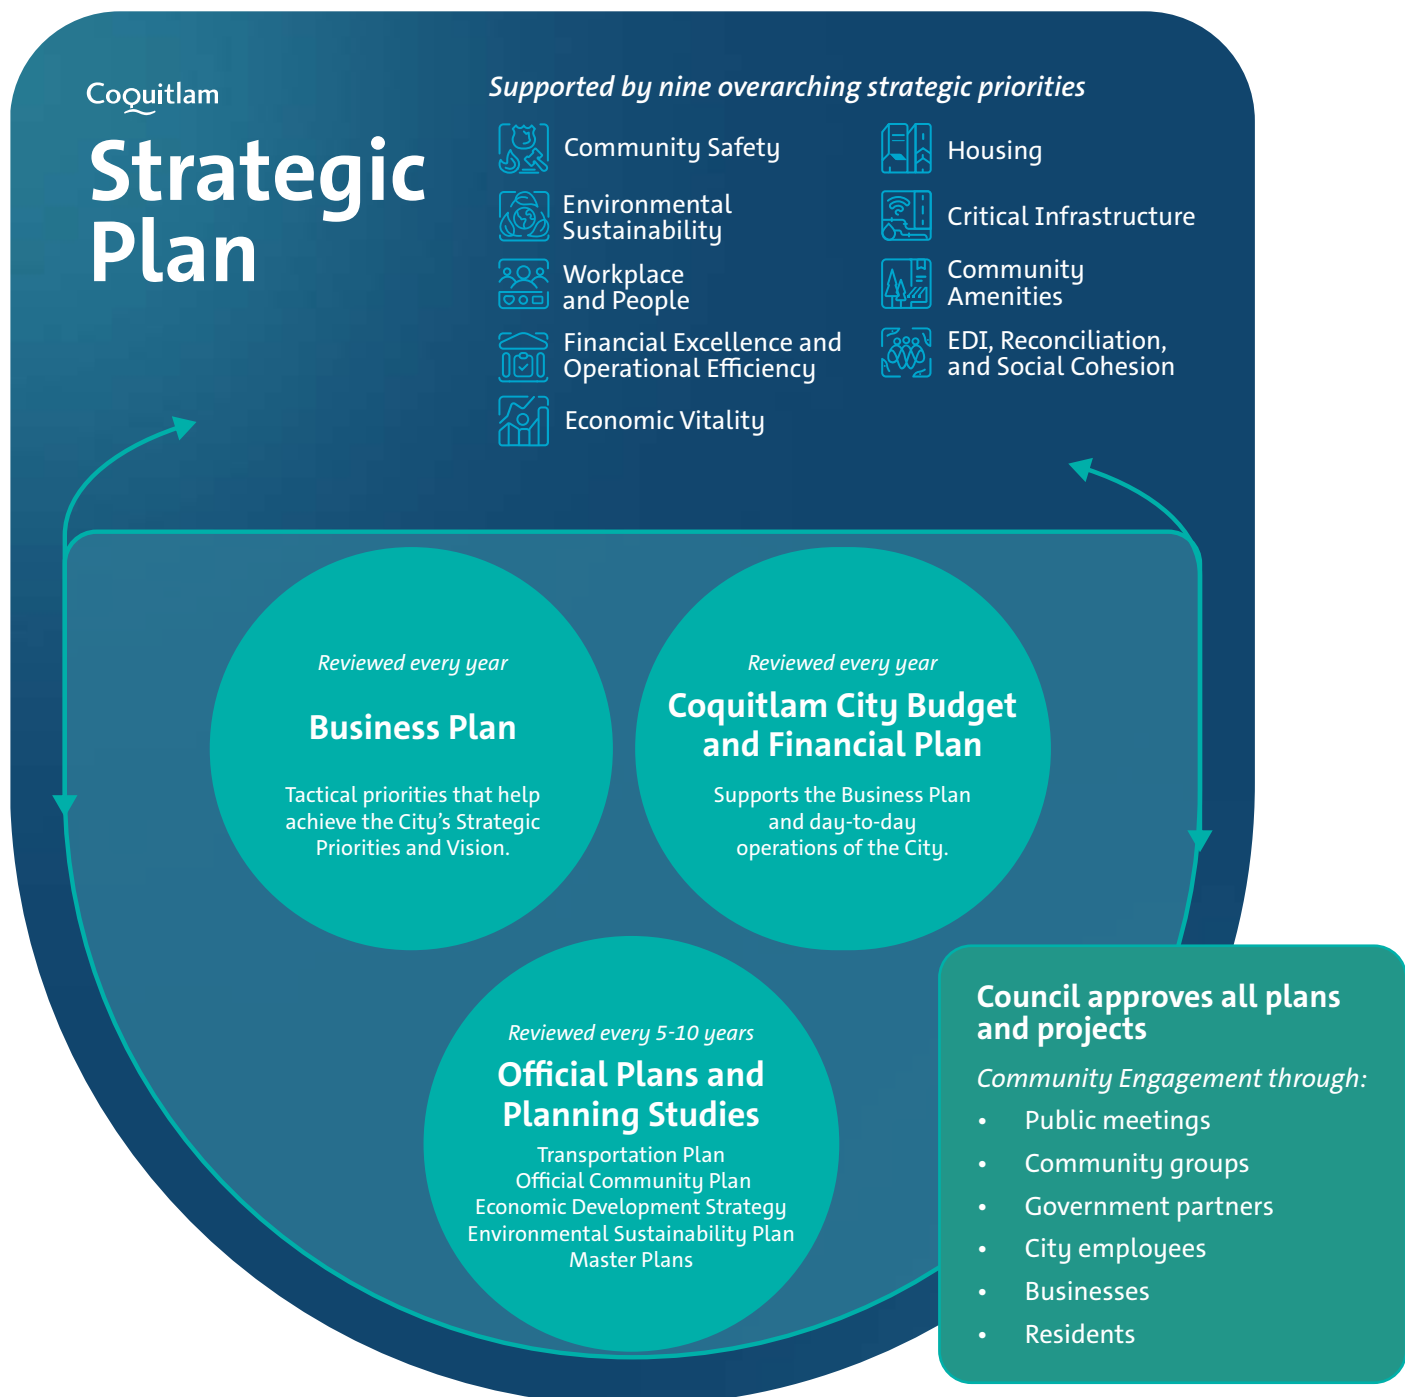 Coquitlam
Strategic
Plan
Supported by nine overarching strategic priorities
Community Safety
Environmental
Sustainability
Workplace
and People
Financial Excellence and
Operational Efficiency
Economic Vitality
Housing
Critical Infrastructure
Community
Amenities
EDI, Reconciliation,
and Social Cohesion
Reviewed every year
Business Plan
Tactical priorities that help
achieve the City's Strategic
Priorities and Vision.
Reviewed every year
Coquitlam City Budget
and Financial Plan
Supports the Business Plan
and day-to-day
operations of the City.
Reviewed every 5-10 years
Official Plans and
Planning Studies
Transportation Plan
Official Community Plan
Economic Development Strategy
Environmental Sustainability Plan
Master Plans
Council approves all plans
and projects
Community Engagement through:
• Public meetings
• Community groups
• Government partners
• City employees
• Businesses
• Residents